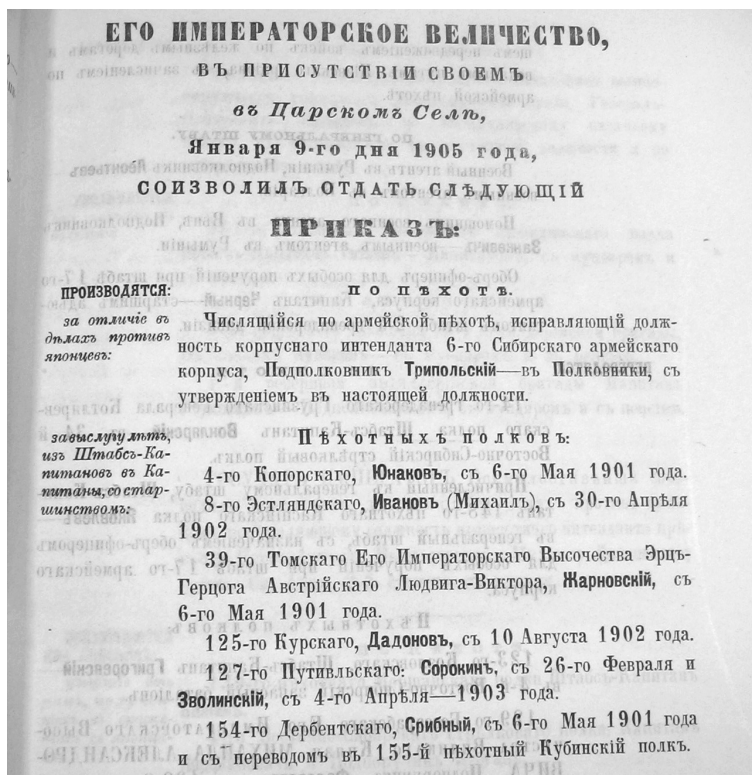 ЕГО ИМПЕРАТОРСКОЕ ВЕЛИЧЕСТВО,
ВЪ ПРИСУТСТВІИ СВОЕМЪ
въ Царскомъ Селѣ,
Января 9-го дня 1905 года,
СОИЗВОЛИЛЪ ОТДАТЬ СЛѢДУЮЩІЙ
ПРИКАЗЪ:
ПРОИЗВОДЯТСЯ:
ПО ПѢХОТѢ.
за отличіе въ
дѣлахъ противъ
японцевъ:
Числящійся по армейской пѣхотѣ, исправляющій долж-
ность корпуснаго интенданта 6-го Сибирскаго армейскаго
корпуса, Подполковникъ Трипольскій—въ Полковники, съ
утвержденіемъ въ настоящей должности.
за выслугу лѣтъ,
изъ Штабсъ-Ка-
питановъ въ Ка-
питаны, со стар-
шинствомъ:
Пѣхотныхъ полковъ:
4-го Копорскаго, Юнаковъ, съ 6-го Мая 1901 года.
8-го Эстляндскаго, Ивановъ (Михаилъ), съ 30-го Апрѣля
1902 года.
39-го Томскаго Его Императорскаго Высочества Эрцъ-
Герцога Австрійскаго Людвига-Виктора, Жарновскій, съ
6-го Мая 1901 года.
125-го Курскаго, Дадоновъ, съ 10 Августа 1902 года.
127-го Путивльскаго, Сорокинъ, съ 26-го Февраля и
Зволинскій, съ 4-го Апрѣля—1903 года.
154-го Дербентскаго, Срибный, съ 6-го Мая 1901 года
и съ переводомъ въ 155-й пѣхотный Кубинскій полкъ.